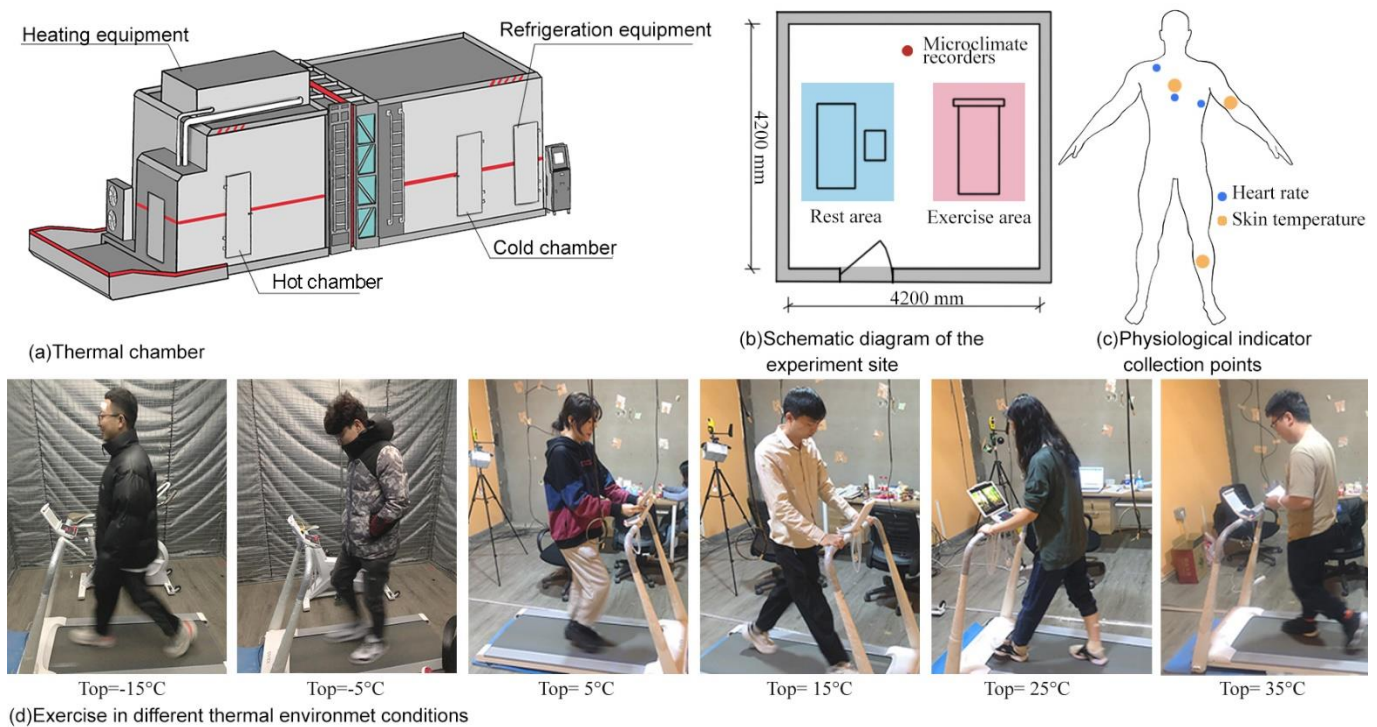 Heating equipment
Refrigeration equipment
Cold chamber
Hot chamber
(a)Thermal chamber
4200 mm
Microclimate
recorders
Rest area
Exercise area
4200 mm
(b)Schematic diagram of the
experiment site
Heart rate
Skin temperature
(c)Physiological indicator
collection points
Top=-15°C
Top=-5°C
Top= 5°C
Top= 15°C
Top= 25°C
Top= 35°C
(d)Exercise in different thermal environmet conditions